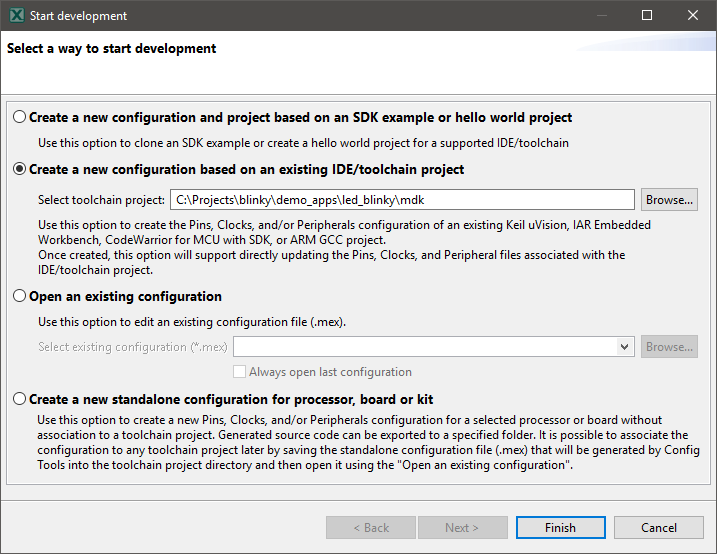 Start development
Select a way to start development
Create a new configuration and project based on an SDK example or hello world project
Use this option to clone an SDK example or create a hello world project for a supported IDE/toolchain
Create a new configuration based on an existing IDE/toolchain project
Select toolchain project: C:\Projects\blinky\demo_apps\led_blinky\mdk Browse...
Use this option to create the Pins, Clocks, and/or Peripherals configuration of an existing Keil uVision, IAR Embedded
Workbench, CodeWarrior for MCU with SDK, or ARM GCC project.
Once created, this option will support directly updating the Pins, Clocks, and Peripheral files associated with the
IDE/toolchain project.
Open an existing configuration
Use this option to edit an existing configuration file (.mex).
Select existing configuration (*.mex) Browse...
Always open last configuration
Create a new standalone configuration for processor, board or kit
Use this option to create a new Pins, Clocks, and/or Peripherals configuration for a selected processor or board without
association to a toolchain project. Generated source code can be exported to a specified folder. It is possible to associate the
configuration to any toolchain project later by saving the standalone configuration file (.mex) that will be generated by Config
Tools into the toolchain project directory and then open it using the "Open an existing configuration".
< Back Next > Finish Cancel